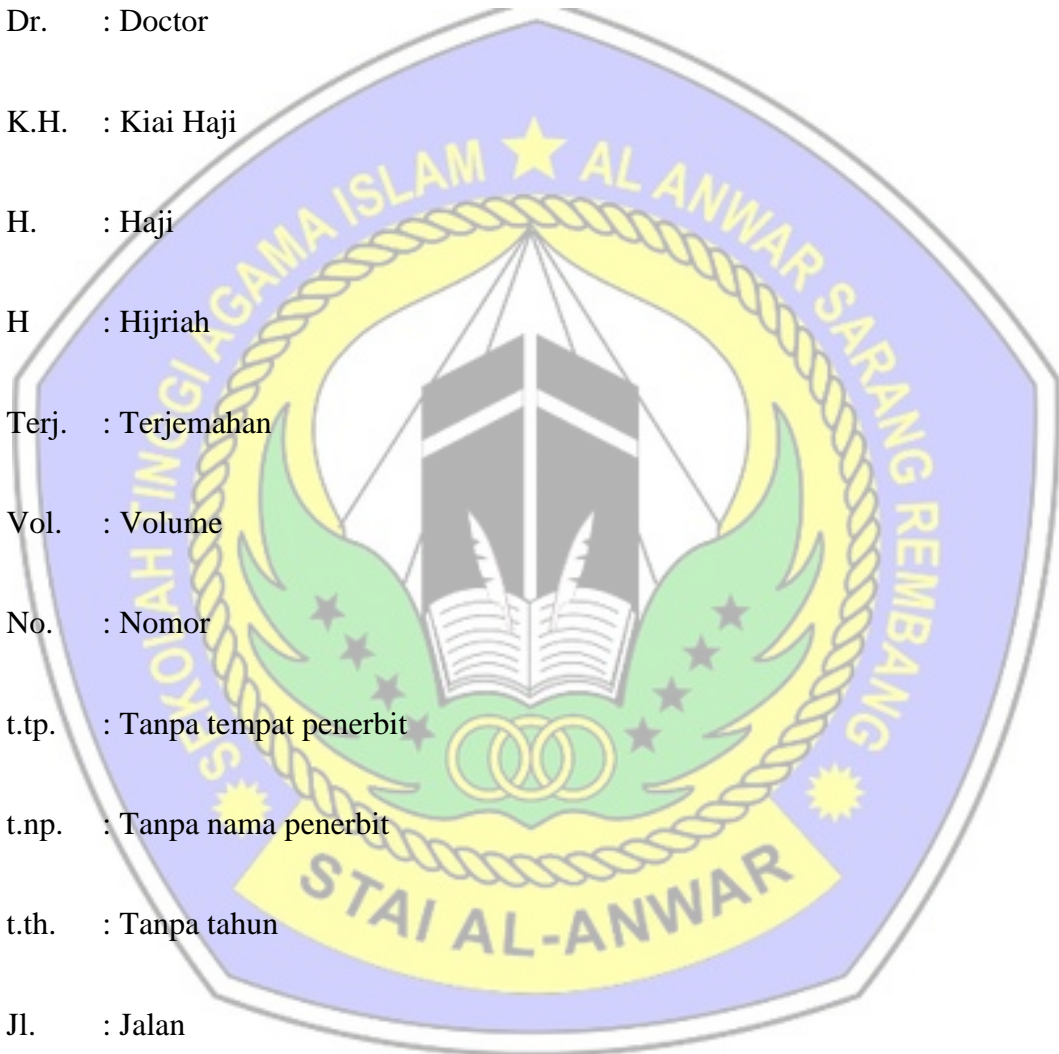 Dr. : Doctor
K.H. : Kiai Haji
H. : Haji
H : Hijriah
Terj. : Terjemahan
Vol. : Volume
No. : Nomor
t.tp. : Tanpa tempat penerbit
t.np. : Tanpa nama penerbit
t.th. : Tanpa tahun
Jl. : Jalan
SEKOLAH TINGGI AGAMA ISLAM ★ AL ANWAR SARANG REMBANG
STAI AL-ANWAR